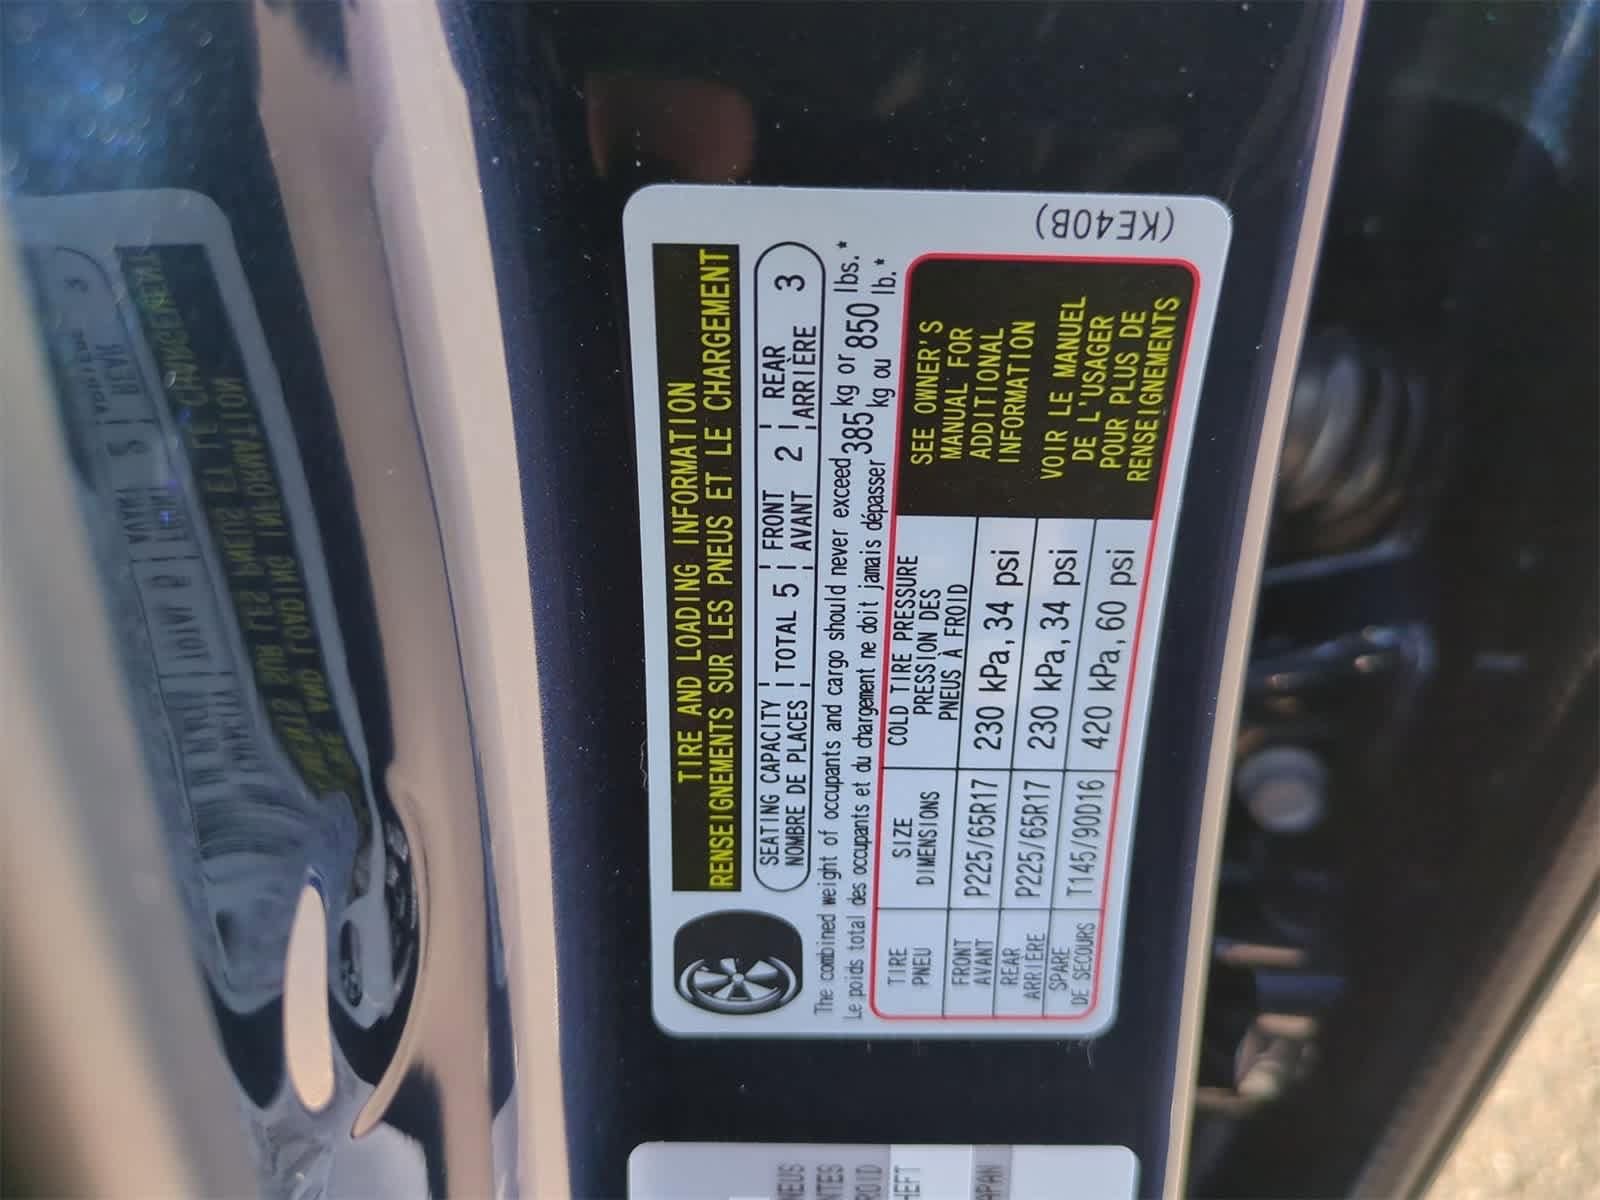 TIRE AND LOADING INFORMATION
RENSEIGNEMENTS SUR LES PNEUS ET LE CHARGEMENT
SEATING CAPACITY TOTAL 5 FRONT 2 REAR 3
NOMBRE DE PLACES AVANT ARRIÈRE
The combined weight of occupants and cargo should never exceed 385 kg or 850 lbs.*
Le poids total des occupants et du chargement ne doit jamais dépasser kg ou lb.*
TIRE SIZE COLD TIRE PRESSURE
PNEU DIMENSIONS PRESSION DES
PNEUS À FROID
FRONT P225/65R17 230 kPa, 34 psi
AVANT
REAR P225/65R17 230 kPa, 34 psi
ARRIÈRE
SPARE T145/90D16 420 kPa, 60 psi
DE SECOURS
SEE OWNER'S
MANUAL FOR
ADDITIONAL
INFORMATION
VOIR LE MANUEL
DE L'USAGER
POUR PLUS DE
RENSEIGNEMENTS
(KE40B)